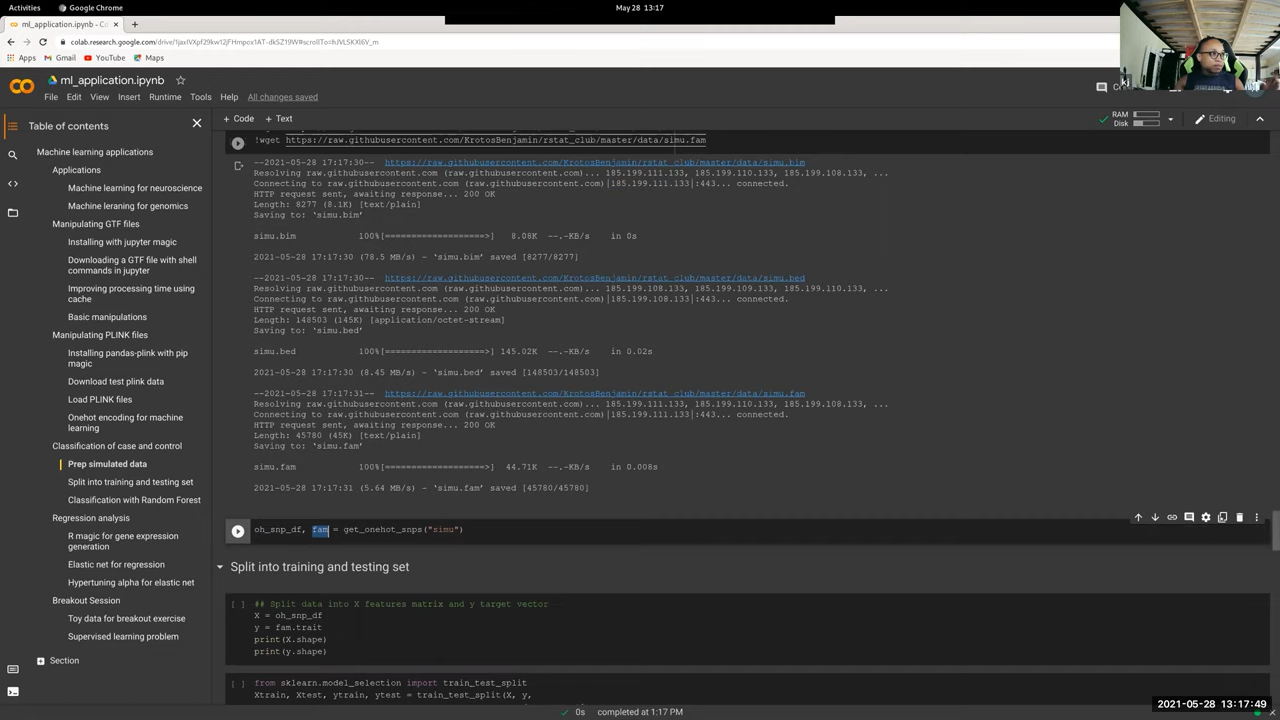 Activities
Google Chrome
May 28 13:17
ml_application.ipynb - Co
colab.research.google.com/drive/1jaxiVXpf29kw12jFHmpox1AT-dkSZ19W#scrollTo=hJVLSKXI6V_m
Apps
Gmail
YouTube
Maps
kj
ml_application.ipynb
File
Edit
View
Insert
Runtime
Tools
Help
All changes saved
Table of contents
+ Code
+ Text
RAM
Disk
Editing
Machine learning applications
Applications
Machine learning for neuroscience
Machine leraning for genomics
Manipulating GTF files
Installing with jupyter magic
Downloading a GTF file with shell
commands in jupyter
Improving processing time using
cache
Basic manipulations
Manipulating PLINK files
Installing pandas-plink with pip
magic
Download test plink data
Load PLINK files
Onehot encoding for machine
learning
Classification of case and control
Prep simulated data
Split into training and testing set
Classification with Random Forest
Regression analysis
R magic for gene expression
generation
Elastic net for regression
Hypertuning alpha for elastic net
Breakout Session
Toy data for breakout exercise
Supervised learning problem
Section
!wget https://raw.githubusercontent.com/KrotosBenjamin/rstat_club/master/data/simu.fam
--2021-05-28 17:17:30-- https://raw.githubusercontent.com/KrotosBenjamin/rstat_club/master/data/simu.bim
Resolving raw.githubusercontent.com (raw.githubusercontent.com)... 185.199.111.133, 185.199.110.133, 185.199.108.133, ...
Connecting to raw.githubusercontent.com (raw.githubusercontent.com)|185.199.111.133|:443... connected.
HTTP request sent, awaiting response... 200 OK
Length: 8277 (8.1K) [text/plain]
Saving to: ‘simu.bim’
simu.bim 100%[===================>] 8.08K --.-KB/s in 0s
2021-05-28 17:17:30 (78.5 MB/s) - ‘simu.bim’ saved [8277/8277]
--2021-05-28 17:17:30-- https://raw.githubusercontent.com/KrotosBenjamin/rstat_club/master/data/simu.bed
Resolving raw.githubusercontent.com (raw.githubusercontent.com)... 185.199.108.133, 185.199.109.133, 185.199.110.133, ...
Connecting to raw.githubusercontent.com (raw.githubusercontent.com)|185.199.108.133|:443... connected.
HTTP request sent, awaiting response... 200 OK
Length: 148503 (145K) [application/octet-stream]
Saving to: ‘simu.bed’
simu.bed 100%[===================>] 145.02K --.-KB/s in 0.02s
2021-05-28 17:17:30 (8.45 MB/s) - ‘simu.bed’ saved [148503/148503]
--2021-05-28 17:17:31-- https://raw.githubusercontent.com/KrotosBenjamin/rstat_club/master/data/simu.fam
Resolving raw.githubusercontent.com (raw.githubusercontent.com)... 185.199.111.133, 185.199.110.133, 185.199.108.133, ...
Connecting to raw.githubusercontent.com (raw.githubusercontent.com)|185.199.111.133|:443... connected.
HTTP request sent, awaiting response... 200 OK
Length: 45780 (45K) [text/plain]
Saving to: ‘simu.fam’
simu.fam 100%[===================>] 44.71K --.-KB/s in 0.008s
2021-05-28 17:17:31 (5.64 MB/s) - ‘simu.fam’ saved [45780/45780]
oh_snp_df, fam = get_onehot_snps("simu")
Split into training and testing set
[ ] ## Split data into X features matrix and y target vector
X = oh_snp_df
y = fam.trait
print(X.shape)
print(y.shape)
[ ] from sklearn.model_selection import train_test_split
Xtrain, Xtest, ytrain, ytest = train_test_split(X, y,
0s completed at 1:17 PM
2021-05-28 13:17:49